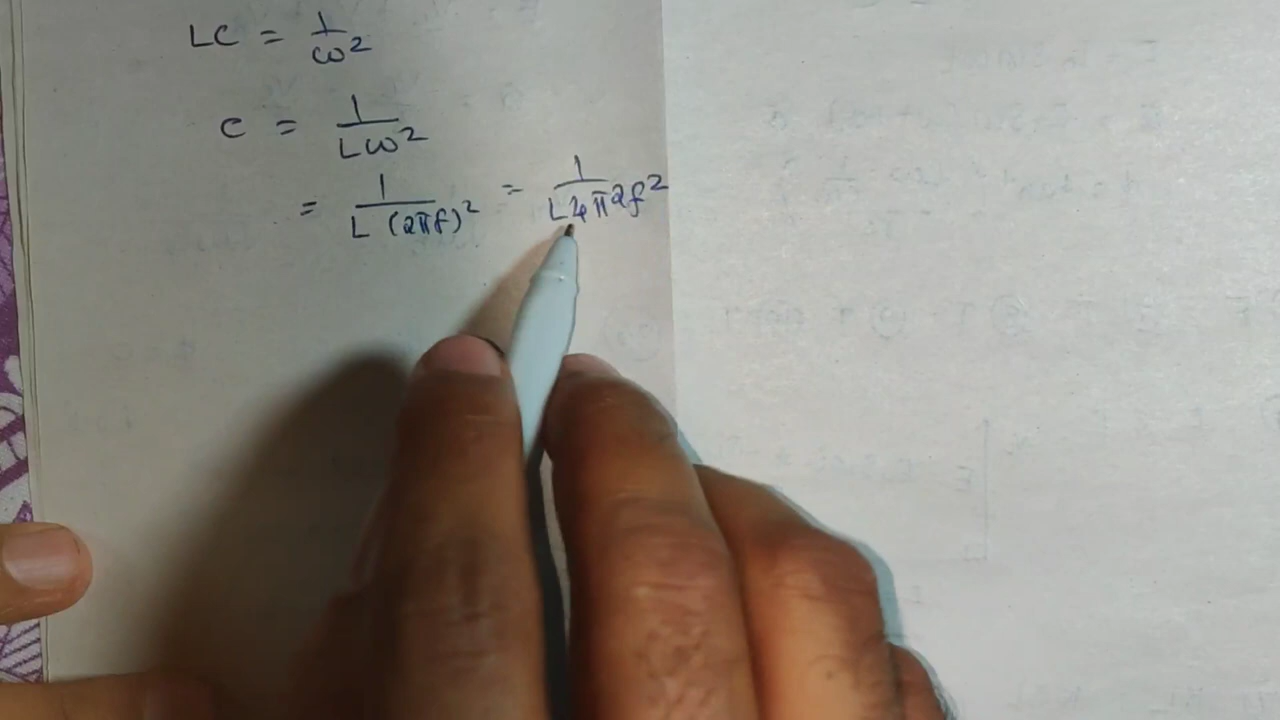 LC = 1/ω²
C = 1/Lω²
= 1/L (2πf)² = 1/L4π²f²